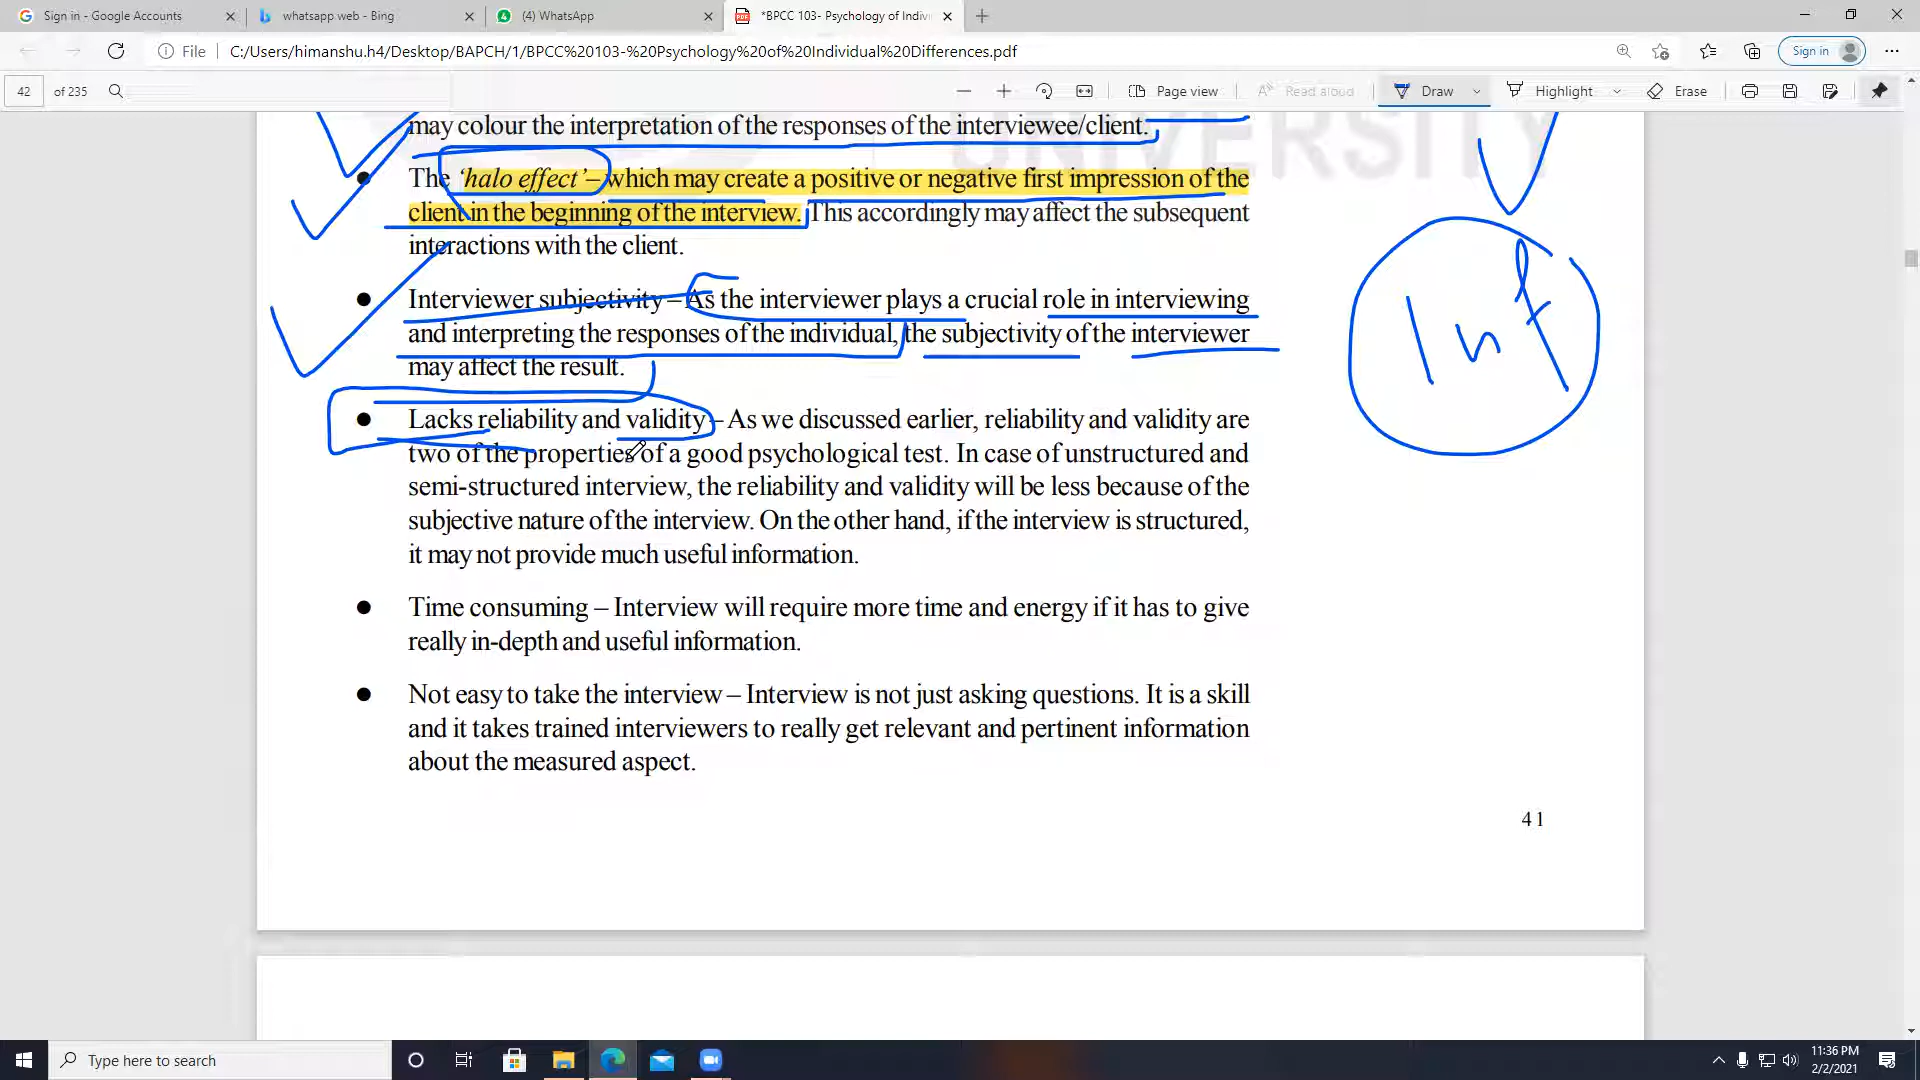 Sign in - Google Accounts
whatsapp web - Bing
(4) WhatsApp
*BPCC 103- Psychology of Indivi
File
C:/Users/himanshu.h4/Desktop/BAPCH/1/BPCC%20103-%20Psychology%20of%20Individual%20Differences.pdf
Sign in
42
of 235
Page view
Read aloud
Draw
Highlight
Erase
UNIVERSITY
may colour the interpretation of the responses of the interviewee/client.
● The ‘halo effect’– which may create a positive or negative first impression of the
client in the beginning of the interview. This accordingly may affect the subsequent
interactions with the client.
● Interviewer subjectivity – As the interviewer plays a crucial role in interviewing
and interpreting the responses of the individual, the subjectivity of the interviewer
may affect the result.
Inf
● Lacks reliability and validity – As we discussed earlier, reliability and validity are
two of the properties of a good psychological test. In case of unstructured and
semi-structured interview, the reliability and validity will be less because of the
subjective nature of the interview. On the other hand, if the interview is structured,
it may not provide much useful information.
● Time consuming – Interview will require more time and energy if it has to give
really in-depth and useful information.
● Not easy to take the interview – Interview is not just asking questions. It is a skill
and it takes trained interviewers to really get relevant and pertinent information
about the measured aspect.
41
Type here to search
11:36 PM
2/2/2021